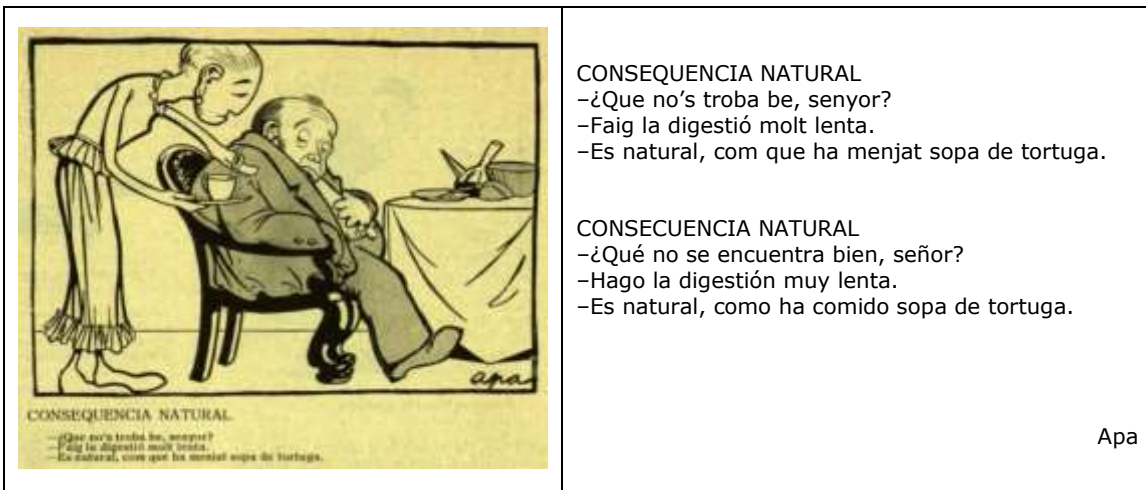 apa
CONSEQUENCIA NATURAL
—¿Que no's troba be, senyor?
—Faig la digestió molt lenta.
—Es natural, com que ha menjat sopa de tortuga.
CONSEQUENCIA NATURAL
–¿Que no's troba be, senyor?
–Faig la digestió molt lenta.
–Es natural, com que ha menjat sopa de tortuga.
CONSECUENCIA NATURAL
–¿Qué no se encuentra bien, señor?
–Hago la digestión muy lenta.
–Es natural, como ha comido sopa de tortuga.
Apa